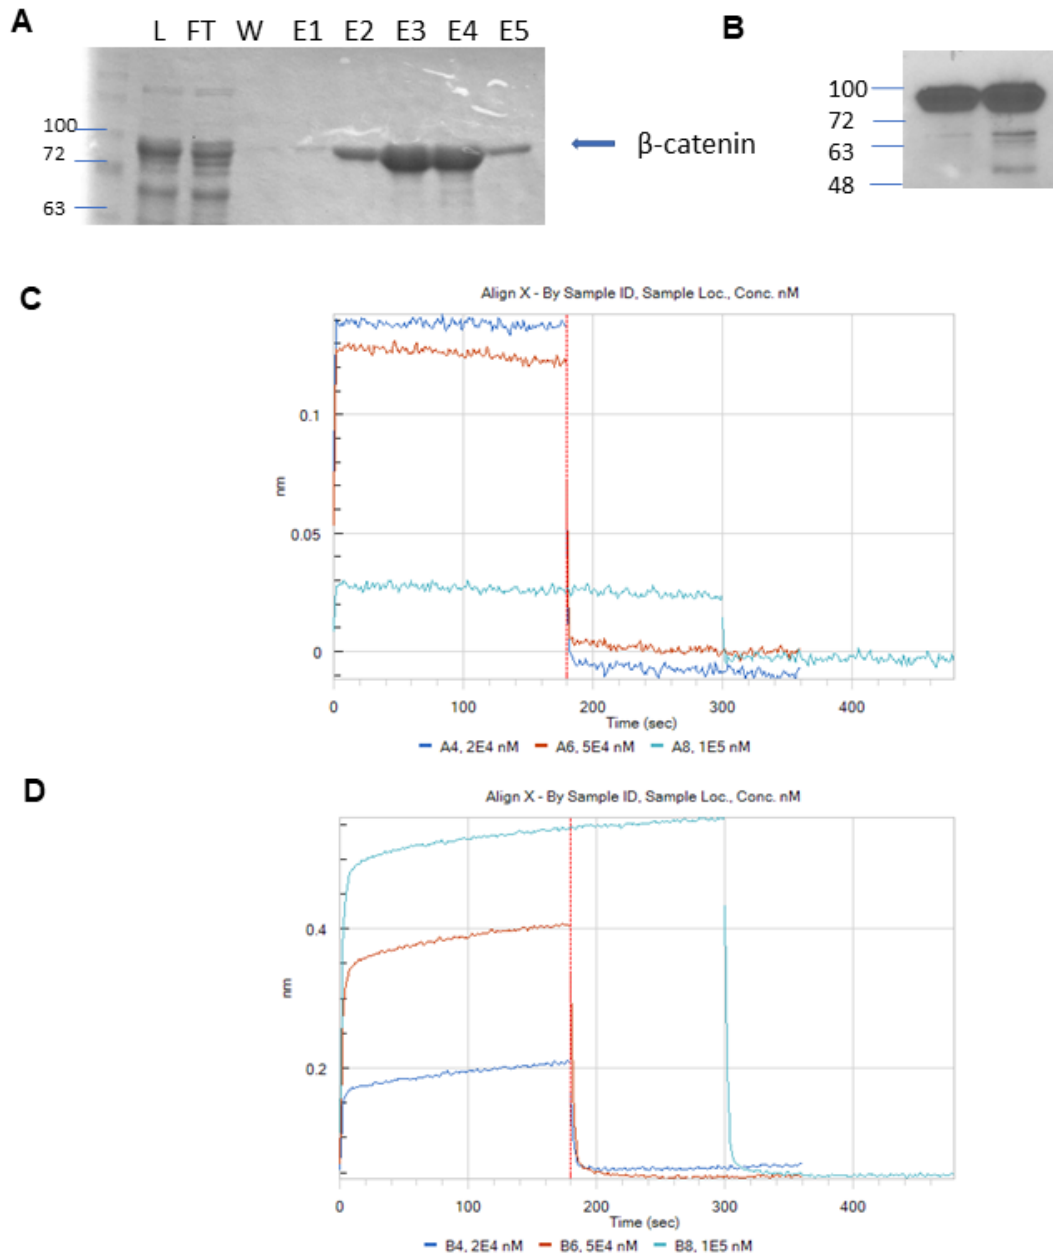 A
L FT W E1 E2 E3 E4 E5
100
72
63
β-catenin
B
100
72
63
48
C
Align X - By Sample ID, Sample Loc., Conc. nM
0.1
0.05
0
nm
0 100 200 300 400
Time (sec)
A4, 2E4 nM A6, 5E4 nM A8, 1E5 nM
D
Align X - By Sample ID, Sample Loc., Conc. nM
0.4
0.2
nm
0 200 400
Time (sec)
B4, 2E4 nM B6, 5E4 nM B8, 1E5 nM